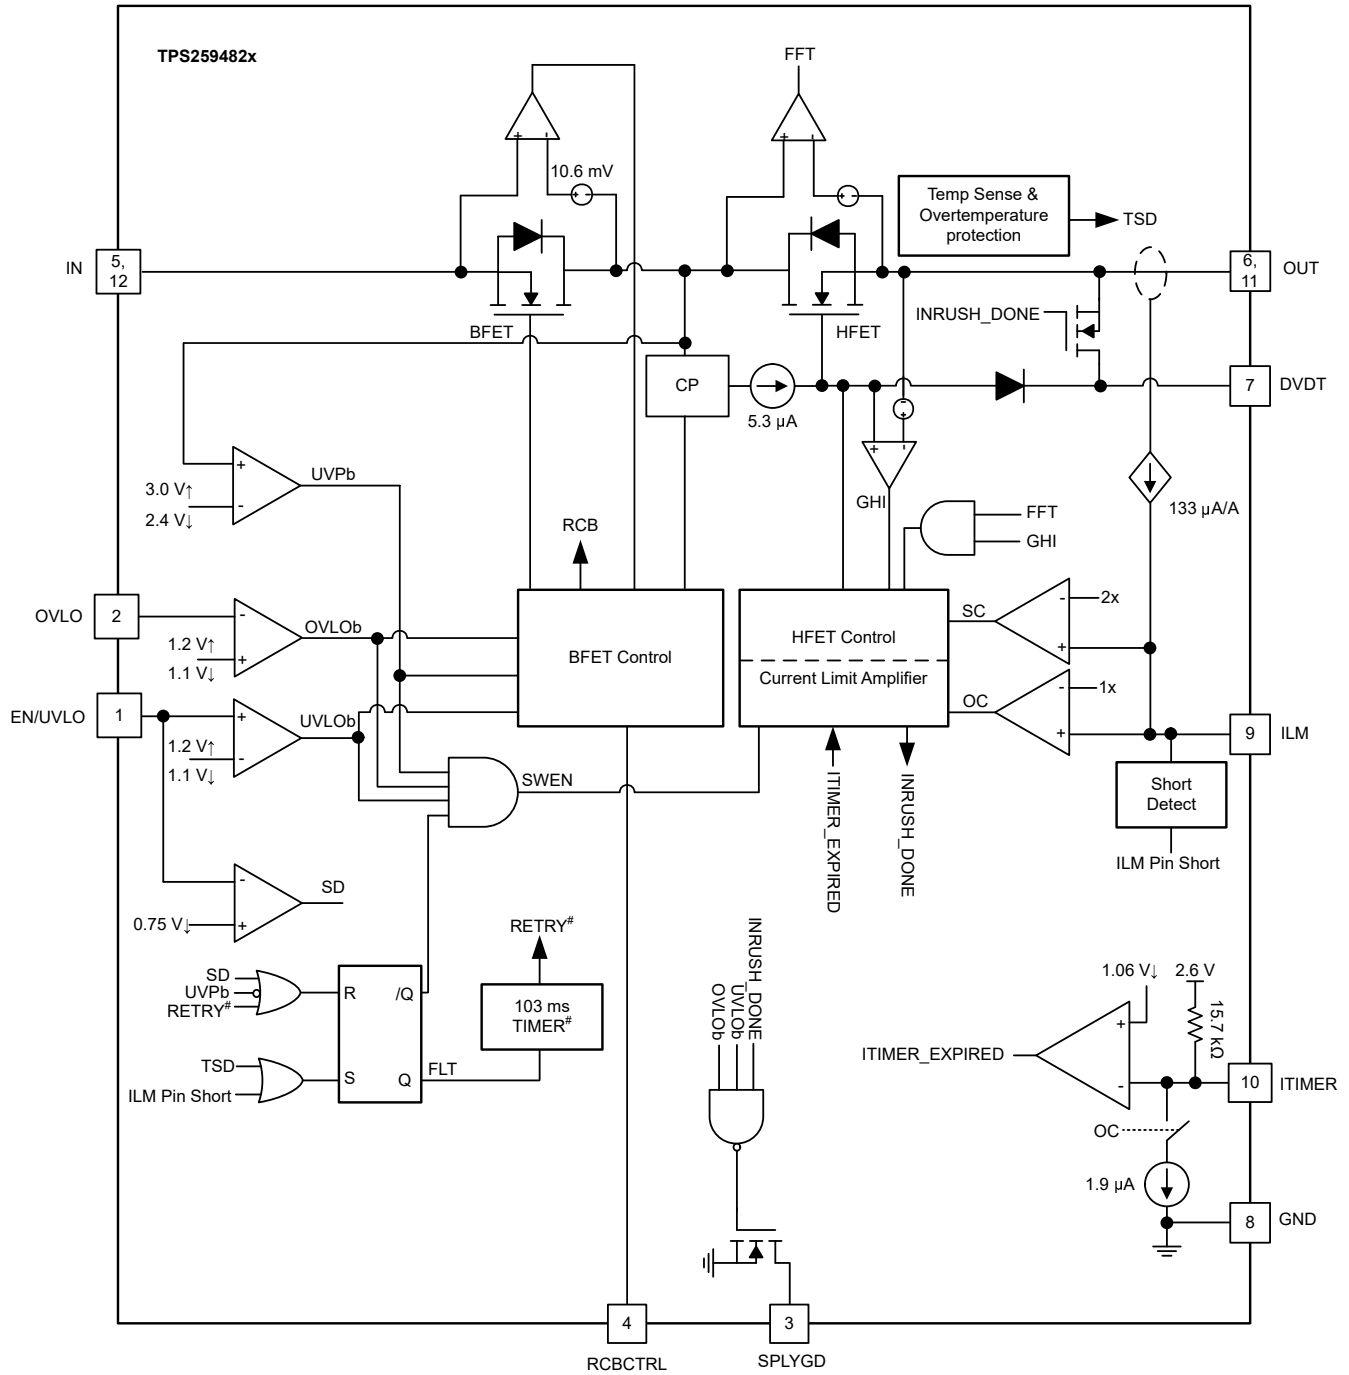 TPS259482x
FFT
+
-
+
-
10.6 mV
+ -
+ -
Temp Sense &
Overtemperature
protection
TSD
IN
5,
12
6,
11
OUT
BFET
HFET
INRUSH_DONE
CP
5.3 µA
7
DVDT
-
+
+
-
UVPb
+
-
3.0 V↑
2.4 V↓
GHI
133 µA/A
RCB
FFT
GHI
OVLO
2
OVLOb
-
+
1.2 V↑
1.1 V↓
BFET Control
HFET Control
Current Limit Amplifier
SC
-
2x
+
OC
-
1x
+
EN/UVLO
1
UVLOb
+
-
1.2 V↑
1.1 V↓
9
ILM
SWEN
ITIMER_EXPIRED
INRUSH_DONE
Short
Detect
ILM Pin Short
SD
-
+
0.75 V↓
RETRY#
103 ms
TIMER#
SD
UVPb
RETRY#
R
/Q
TSD
ILM Pin Short
S
Q
FLT
OVLOb
UVLOb
INRUSH_DONE
1.06 V↓
2.6 V
15.7 kΩ
ITIMER_EXPIRED
+
-
10
ITIMER
OC
1.9 µA
8
GND
4
RCBCTRL
3
SPLYGD